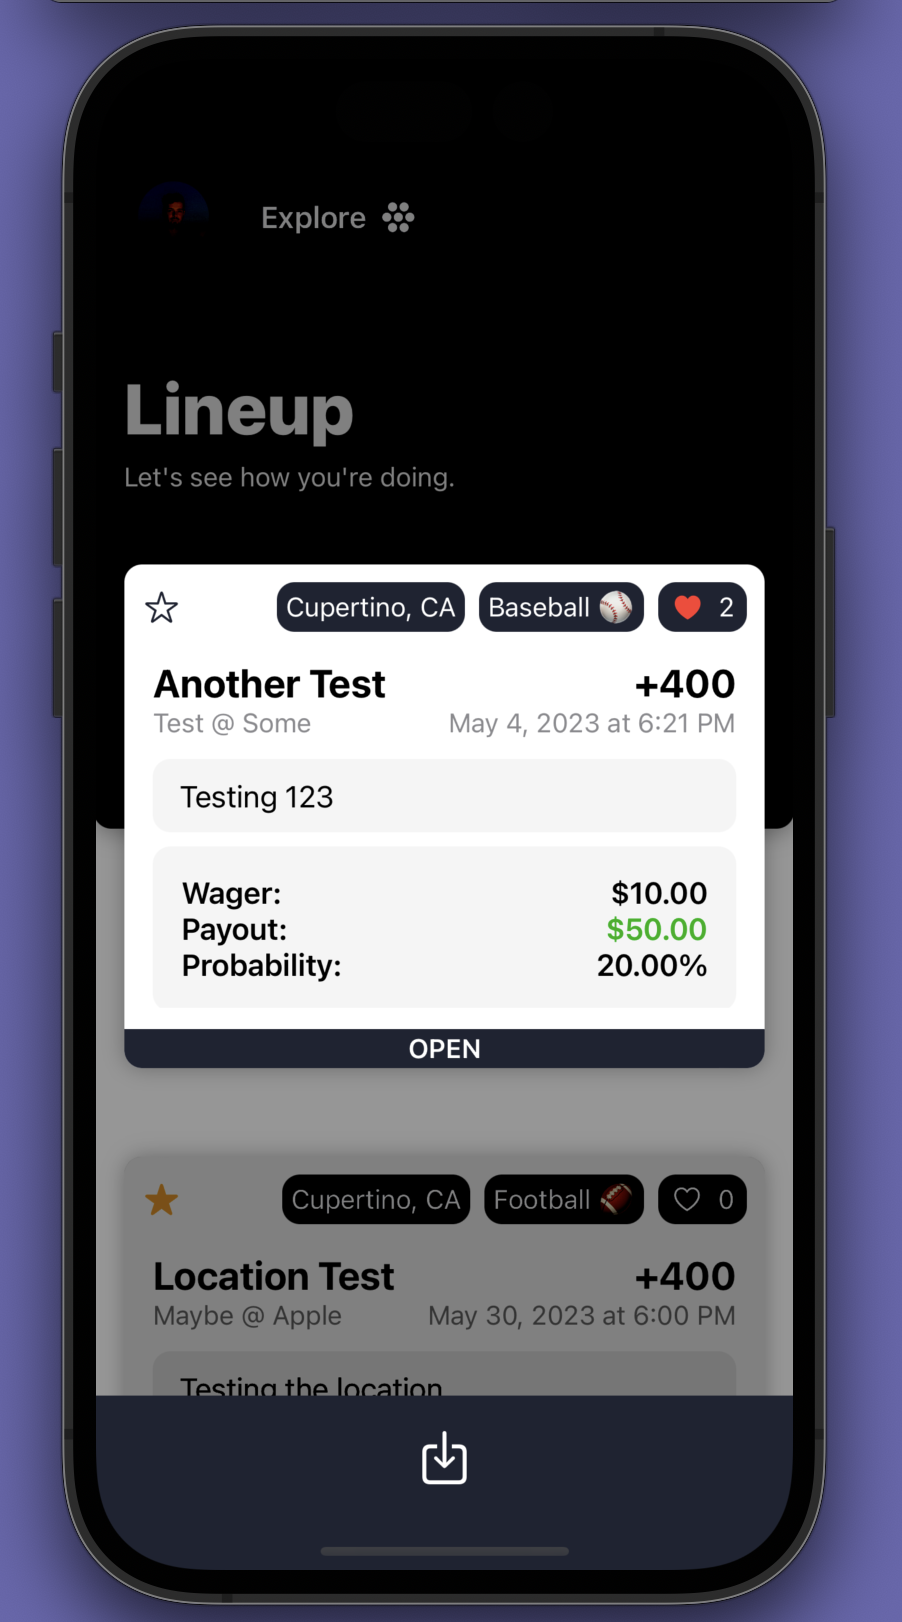 Explore
Lineup
Let's see how you're doing.
Cupertino, CA Baseball 2
Another Test +400
Test @ Some May 4, 2023 at 6:21 PM
Testing 123
Wager: $10.00
Payout: $50.00
Probability: 20.00%
OPEN
Cupertino, CA Football 0
Location Test +400
Maybe @ Apple May 30, 2023 at 6:00 PM
Testing the location